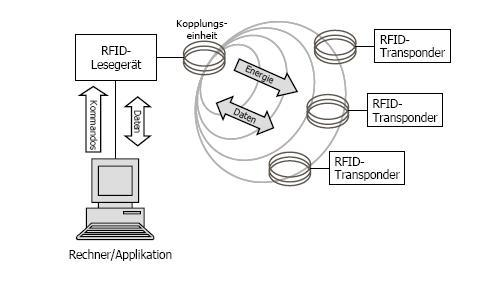 Kopplungs-
einheit
RFID-
Lesegerät
RFID-
Transponder
Energie
Daten
RFID-
Transponder
RFID-
Transponder
Kommandos
Daten
Rechner/Applikation